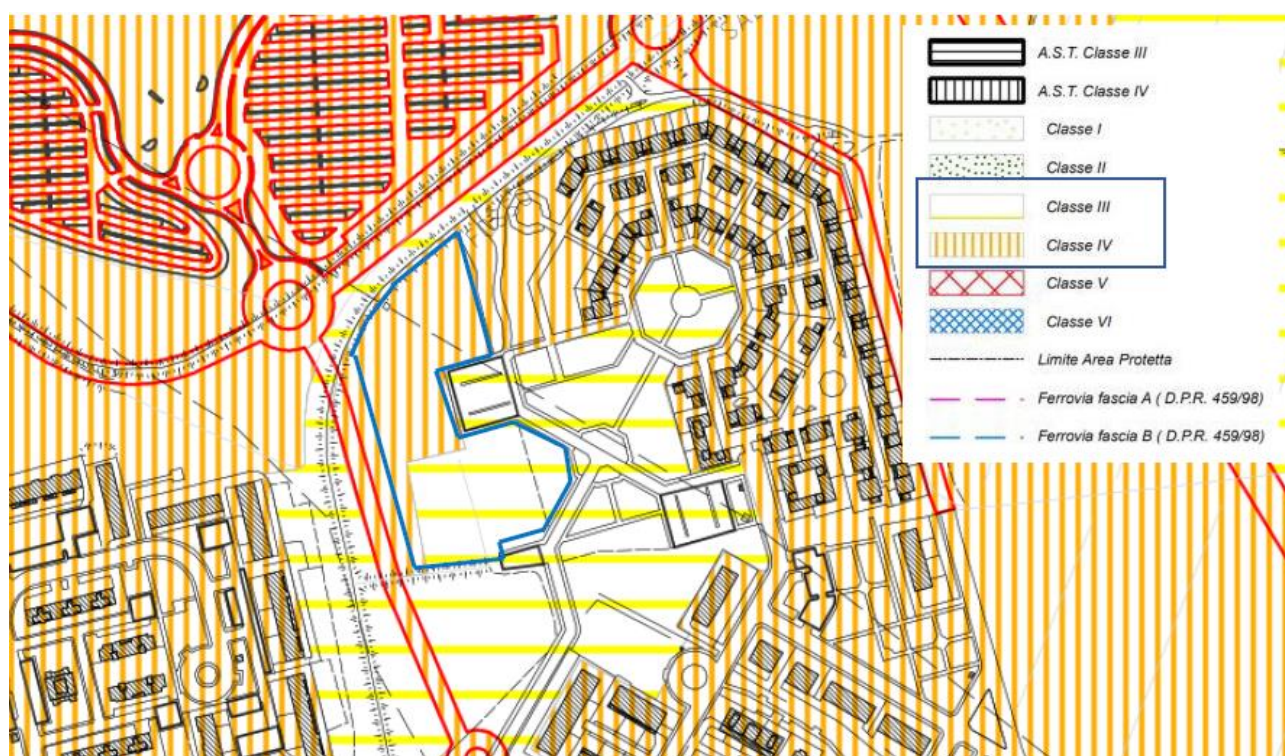 A.S.T. Classe III
A.S.T. Classe IV
Classe I
Classe II
Classe III
Classe IV
Classe V
Classe VI
Limite Area Protetta
Ferrovia fascia A ( D.P.R. 459/98)
Ferrovia fascia B ( D.P.R. 459/98)